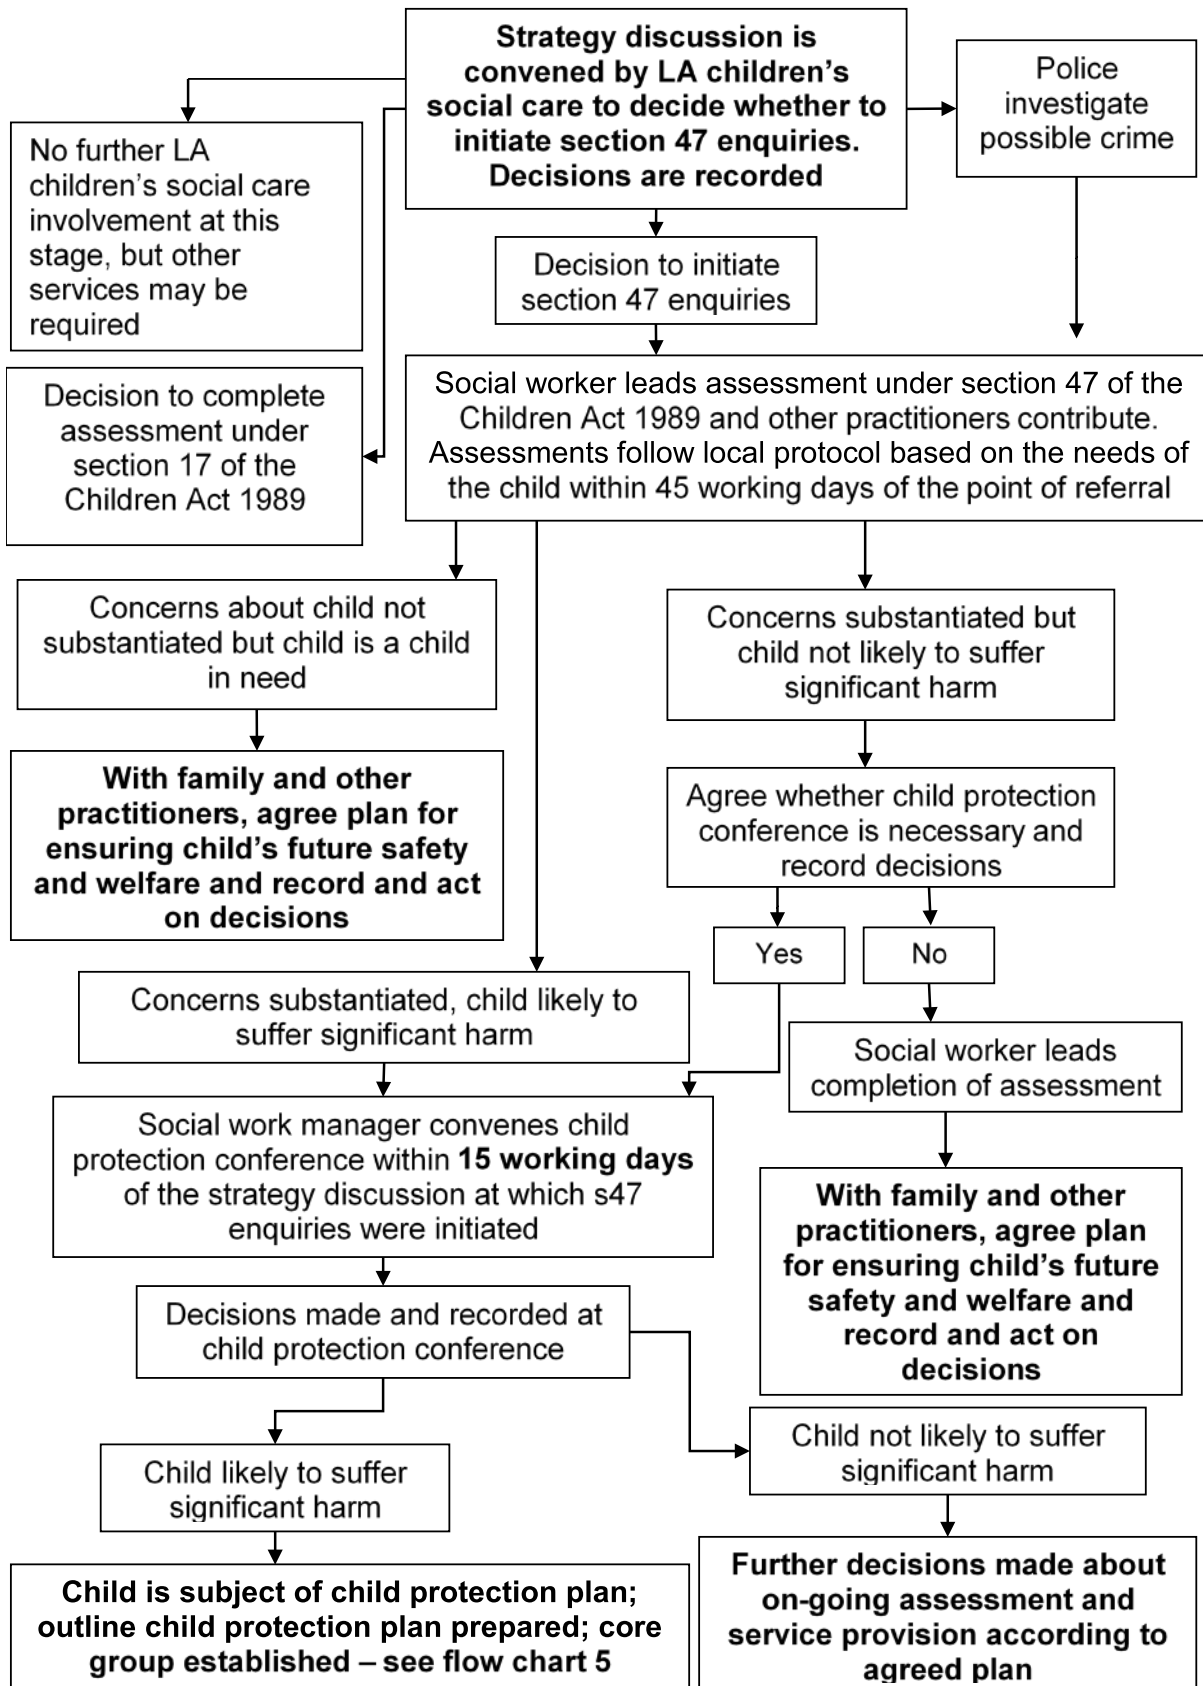 Strategy discussion is
convened by LA children’s
social care to decide whether to
initiate section 47 enquiries.
Decisions are recorded
Police
investigate
possible crime
No further LA
children’s social care
involvement at this
stage, but other
services may be
required
Decision to initiate
section 47 enquiries
Decision to complete
assessment under
section 17 of the
Children Act 1989
Social worker leads assessment under section 47 of the
Children Act 1989 and other practitioners contribute.
Assessments follow local protocol based on the needs of
the child within 45 working days of the point of referral
Concerns about child not
substantiated but child is a child
in need
Concerns substantiated but
child not likely to suffer
significant harm
With family and other
practitioners, agree plan for
ensuring child’s future safety
and welfare and record and act
on decisions
Agree whether child protection
conference is necessary and
record decisions
Yes
No
Concerns substantiated, child likely to
suffer significant harm
Social worker leads
completion of assessment
Social work manager convenes child
protection conference within 15 working days
of the strategy discussion at which s47
enquiries were initiated
With family and other
practitioners, agree plan
for ensuring child’s future
safety and welfare and
record and act on
decisions
Decisions made and recorded at
child protection conference
Child likely to suffer
significant harm
Child not likely to suffer
significant harm
Child is subject of child protection plan;
outline child protection plan prepared; core
group established – see flow chart 5
Further decisions made about
on-going assessment and
service provision according to
agreed plan